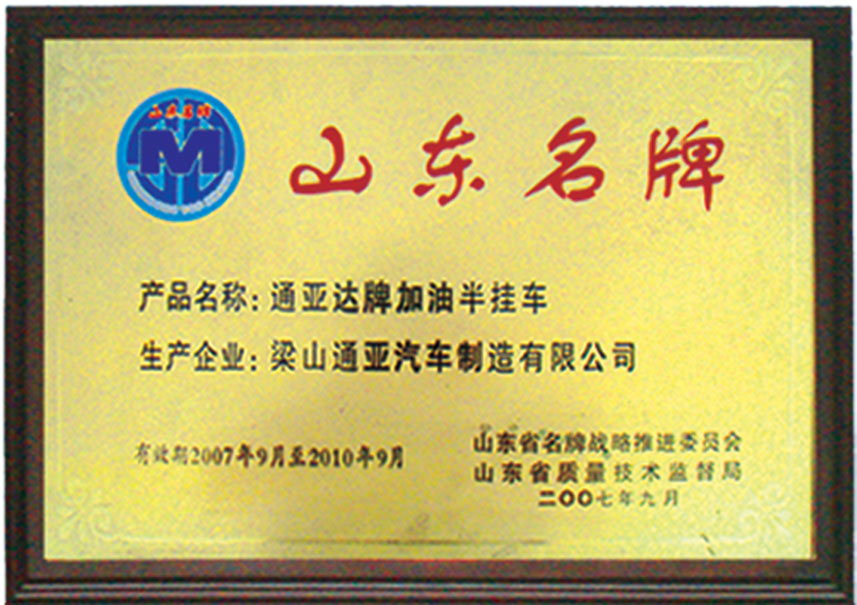 山东名牌
M
山东名牌
产品名称：通亚达牌加油半挂车
生产企业：梁山通亚汽车制造有限公司
有效期2007年9月至2010年9月
山东省名牌战略推进委员会
山东省质量技术监督局
二〇〇七年九月